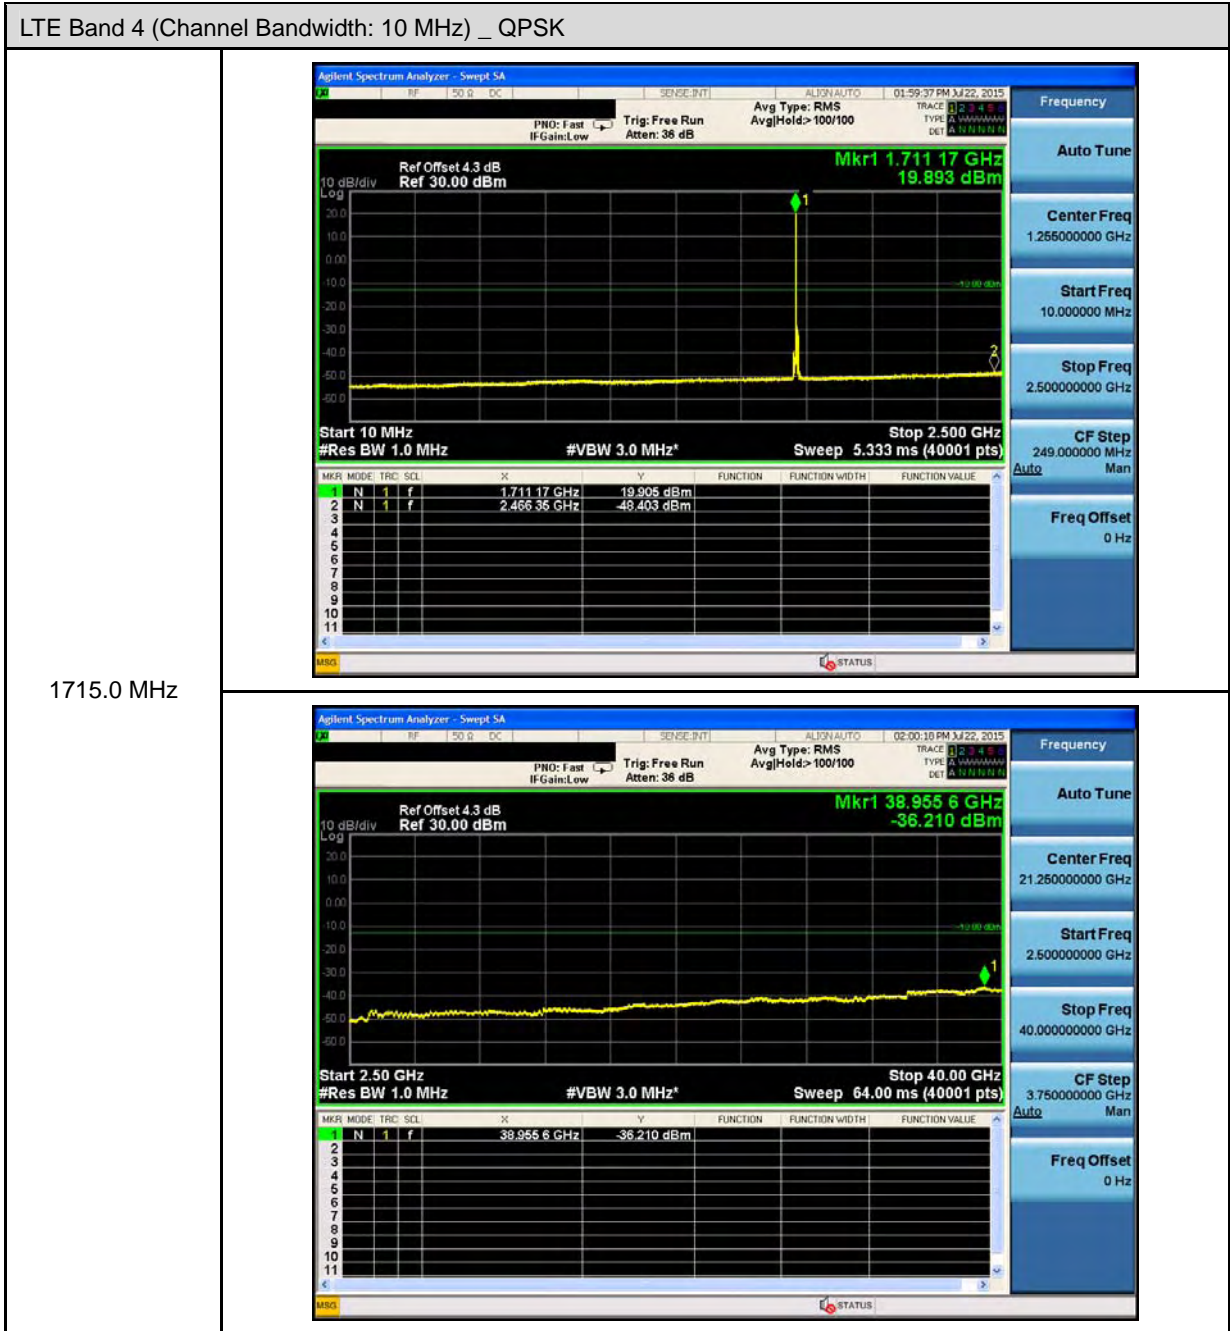 LTE Band 4 (Channel Bandwidth: 10 MHz) _ QPSK
1715.0 MHz
Agilent Spectrum Analyzer - Swept SA
RF 50 Ω DC SENSE:INT ALIGN AUTO 01:59:37 PM Jul 22, 2015
PNO: Fast
IFGain:Low
Trig: Free Run
Atten: 36 dB
Avg Type: RMS
Avg|Hold:> 100/100
TRACE 1 2 3 4 5 6
TYPE A WWWWW
DET A N N N N N
Mkr1 1.711 17 GHz
19.893 dBm
Ref Offset 4.3 dB
Ref 30.00 dBm
10 dB/div
Log
20.0
10.0
0.00
-10.0
-20.0
-30.0
-40.0
-50.0
-60.0
1
2
Start 10 MHz
#Res BW 1.0 MHz
#VBW 3.0 MHz*
Stop 2.500 GHz
Sweep 5.333 ms (40001 pts)
MKR MODE TRC SCL X Y FUNCTION FUNCTION WIDTH FUNCTION VALUE
1 N 1 f 1.711 17 GHz 19.905 dBm
2 N 1 f 2.466 35 GHz -48.403 dBm
3
4
5
6
7
8
9
10
11
MSG STATUS
Frequency
Auto Tune
Center Freq
1.255000000 GHz
Start Freq
10.000000 MHz
Stop Freq
2.500000000 GHz
CF Step
249.000000 MHz
Auto Man
Freq Offset
0 Hz
Agilent Spectrum Analyzer - Swept SA
RF 50 Ω DC SENSE:INT ALIGN AUTO 02:00:18 PM Jul 22, 2015
PNO: Fast
IFGain:Low
Trig: Free Run
Atten: 36 dB
Avg Type: RMS
Avg|Hold:> 100/100
TRACE 1 2 3 4 5 6
TYPE A WWWWW
DET A N N N N N
Mkr1 38.955 6 GHz
-36.210 dBm
Ref Offset 4.3 dB
Ref 30.00 dBm
10 dB/div
Log
20.0
10.0
0.00
-10.0
-20.0
-30.0
-40.0
-50.0
-60.0
1
Start 2.50 GHz
#Res BW 1.0 MHz
#VBW 3.0 MHz*
Stop 40.00 GHz
Sweep 64.00 ms (40001 pts)
MKR MODE TRC SCL X Y FUNCTION FUNCTION WIDTH FUNCTION VALUE
1 N 1 f 38.955 6 GHz -36.210 dBm
2
3
4
5
6
7
8
9
10
11
MSG STATUS
Frequency
Auto Tune
Center Freq
21.250000000 GHz
Start Freq
2.500000000 GHz
Stop Freq
40.000000000 GHz
CF Step
3.750000000 GHz
Auto Man
Freq Offset
0 Hz